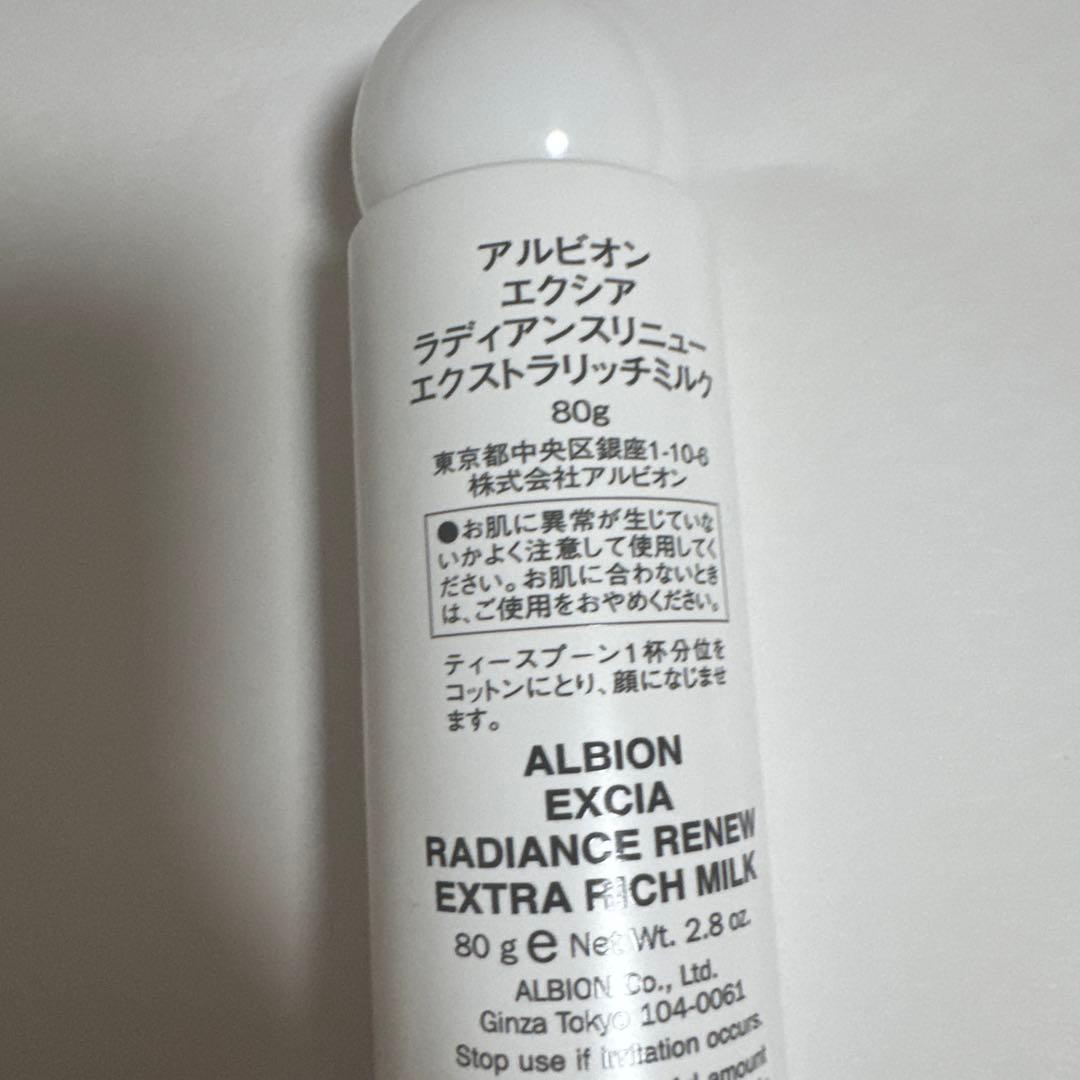 アルビオン
エクシア
ラディアンスリニュー
エクストラリッチミルク
80g
東京都中央区銀座1-10-6
株式会社アルビオン
●お肌に異常が生じていな
いかよく注意して使用してく
ださい。お肌に合わないとき
は、ご使用をおやめください。
ティースプーン1杯分位を
コットンにとり、顔になじませ
ます。
ALBION
EXCIA
RADIANCE RENEW
EXTRA RICH MILK
80 g e Net Wt. 2.8 oz.
ALBION Co., Ltd.
Ginza Tokyo 104-0061
Stop use if irritation occurs.
amount